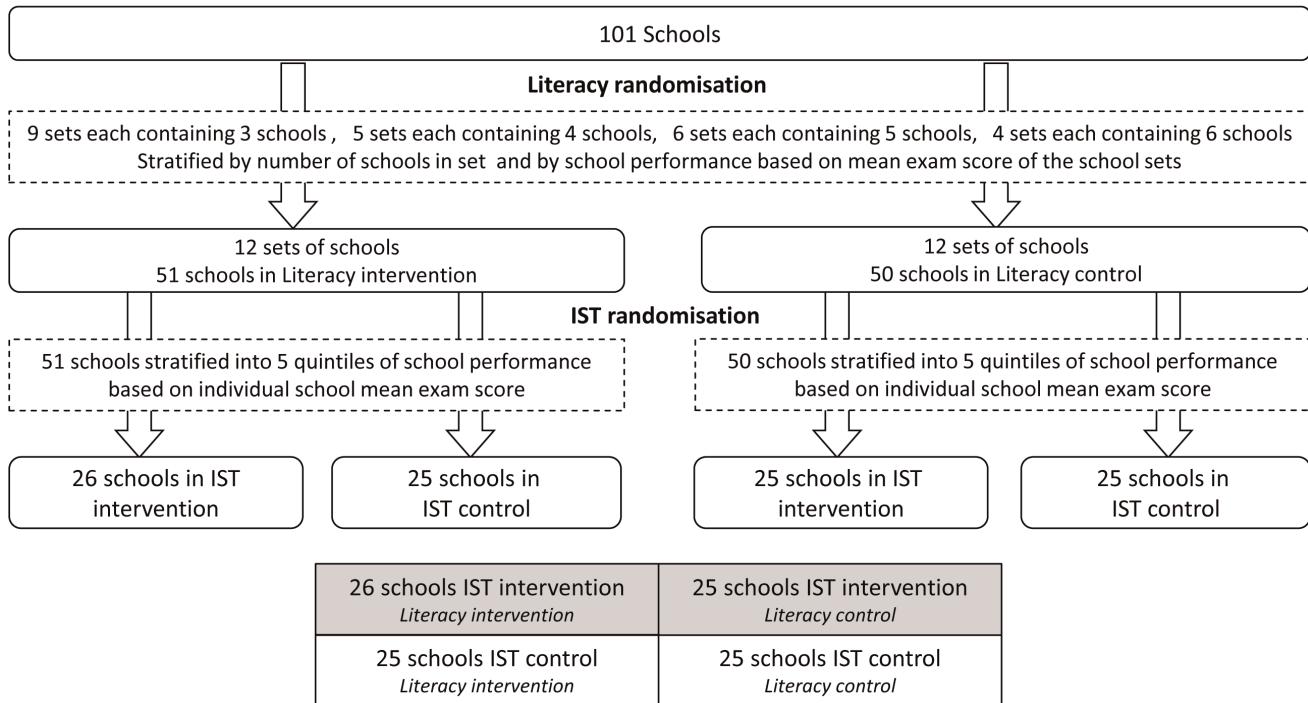 101 Schools
Literacy randomisation
9 sets each containing 3 schools , 5 sets each containing 4 schools, 6 sets each containing 5 schools, 4 sets each containing 6 schools
Stratified by number of schools in set and by school performance based on mean exam score of the school sets
12 sets of schools
51 schools in Literacy intervention
12 sets of schools
50 schools in Literacy control
IST randomisation
51 schools stratified into 5 quintiles of school performance
based on individual school mean exam score
50 schools stratified into 5 quintiles of school performance
based on individual school mean exam score
26 schools in IST
intervention
25 schools in
IST control
25 schools in IST
intervention
25 schools in
IST control
26 schools IST intervention
Literacy intervention
25 schools IST intervention
Literacy control
25 schools IST control
Literacy intervention
25 schools IST control
Literacy control